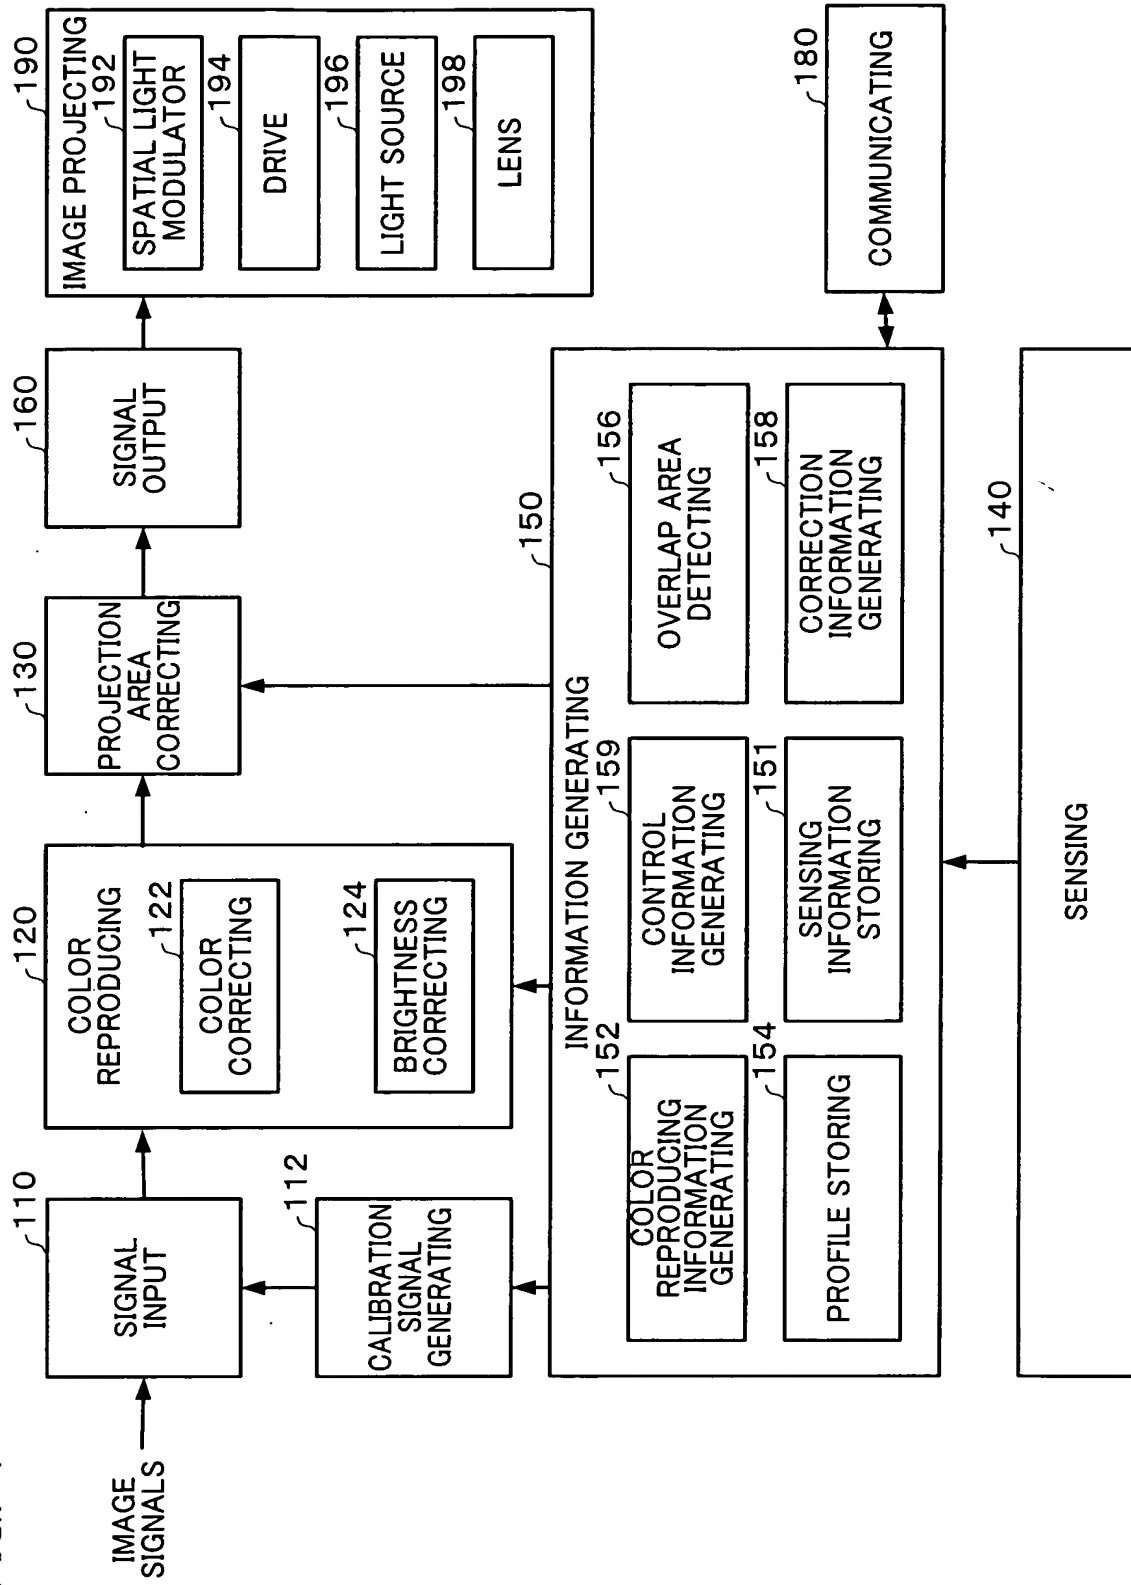 IMAGE
SIGNALS
110
SIGNAL
INPUT
112
CALIBRATION
SIGNAL
GENERATING
120
COLOR
REPRODUCING
122
COLOR
CORRECTING
124
BRIGHTNESS
CORRECTING
130
PROJECTION
AREA
CORRECTING
160
SIGNAL
OUTPUT
190
IMAGE PROJECTING
192
SPATIAL LIGHT
MODULATOR
194
DRIVE
196
LIGHT SOURCE
198
LENS
150
INFORMATION GENERATING
152
COLOR
REPRODUCING
INFORMATION
GENERATING
159
CONTROL
INFORMATION
GENERATING
156
OVERLAP AREA
DETECTING
154
PROFILE STORING
151
SENSING
INFORMATION
STORING
158
CORRECTION
INFORMATION
GENERATING
180
COMMUNICATING
140
SENSING